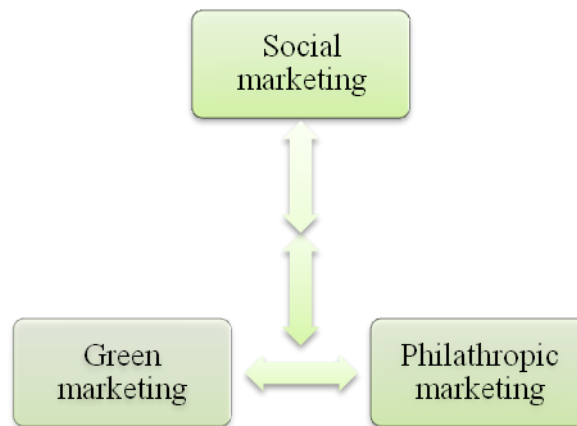 Social
marketing
Green
marketing
Philathropic
marketing